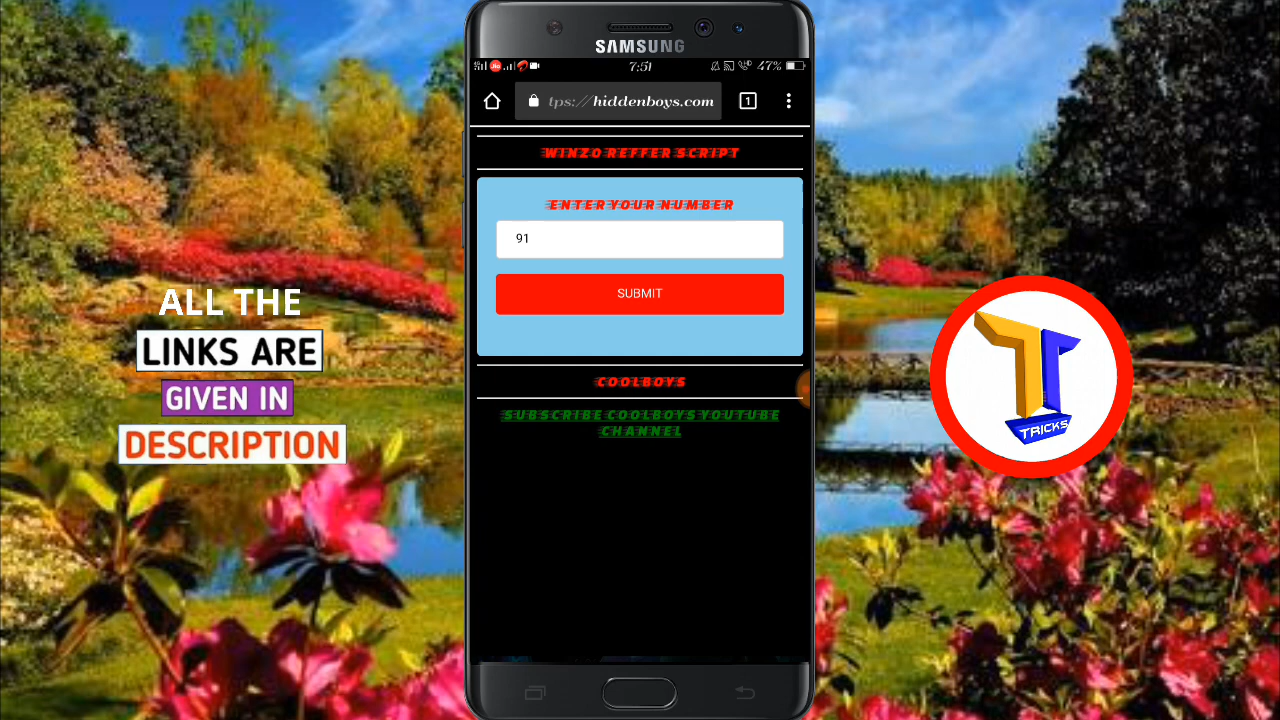 ALL THE
LINKS ARE
GIVEN IN
DESCRIPTION
SAMSUNG
7:51
47%
tps://hiddenboys.com
1
WINZO REFFER SCRIPT
ENTER YOUR NUMBER
91
SUBMIT
COOLBOYS
SUBSCRIBE COOLBOYS YOUTUBE
CHANNEL
TRICKS